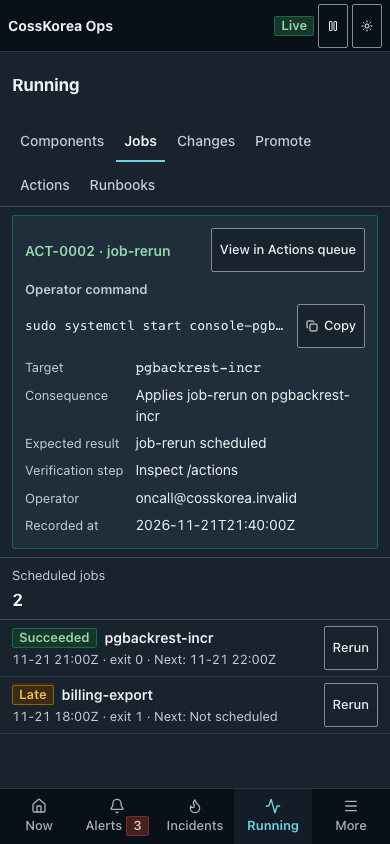 CossKorea Ops
Live
Running
Components Jobs Changes Promote
Actions Runbooks
ACT-0002 · job-rerun
View in Actions queue
Operator command
sudo systemctl start console-pgb…
Copy
Target pgbackrest-incr
Consequence Applies job-rerun on pgbackrest-
incr
Expected result job-rerun scheduled
Verification step Inspect /actions
Operator oncall@cosskorea.invalid
Recorded at 2026-11-21T21:40:00Z
Scheduled jobs
2
Succeeded pgbackrest-incr
11-21 21:00Z · exit 0 · Next: 11-21 22:00Z
Rerun
Late billing-export
11-21 18:00Z · exit 1 · Next: Not scheduled
Rerun
Now Alerts 3 Incidents Running More